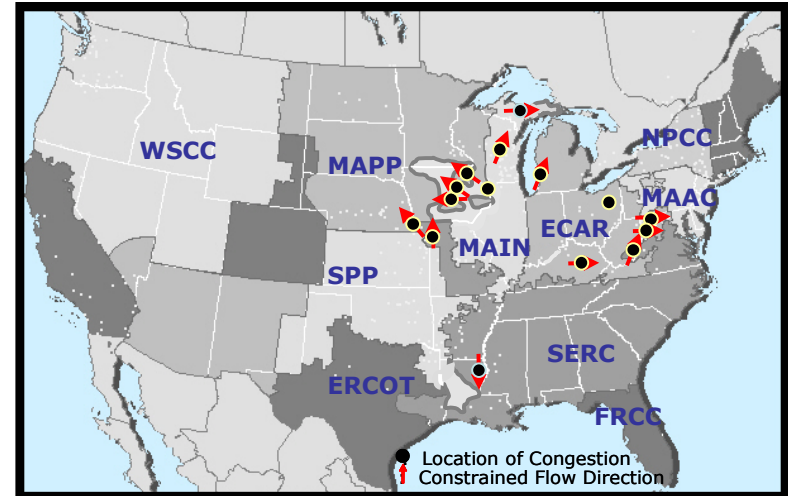 NPCC
WSCC
MAPP
MAAC
ECAR
MAIN
SPP
SERC
ERCOT
FRCC
Location of Congestion
Constrained Flow Direction